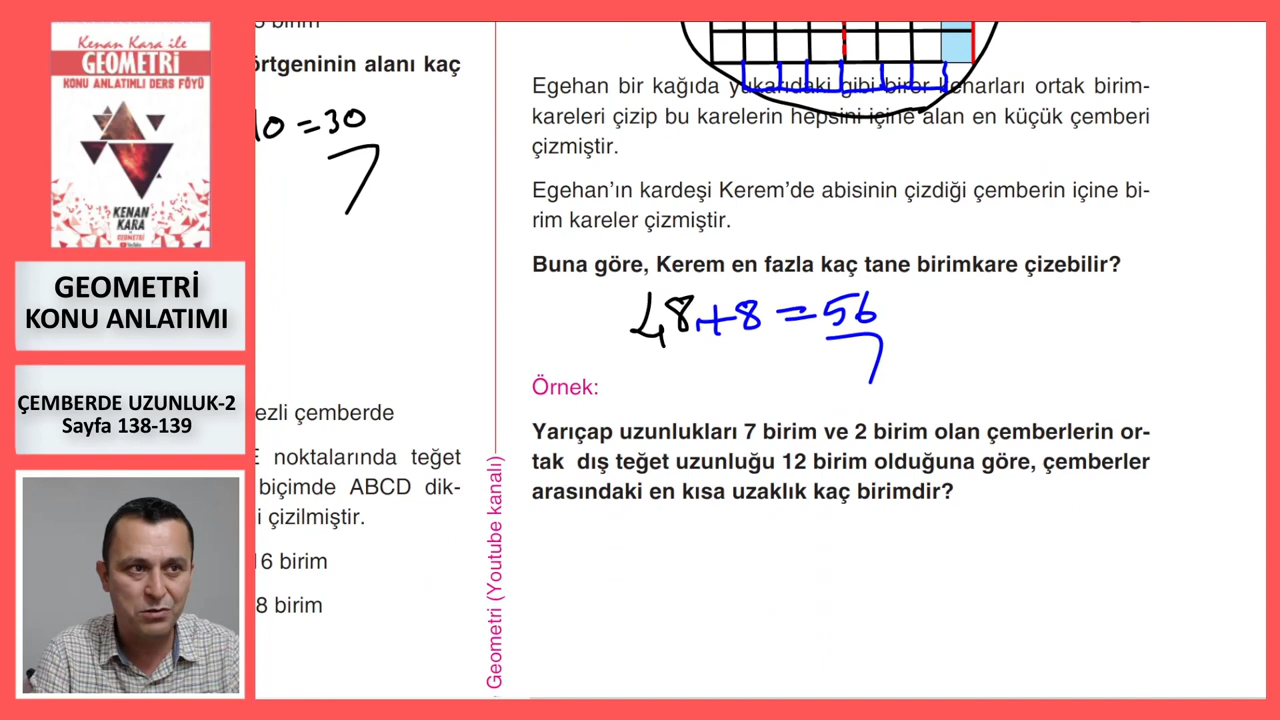 Kenan Kara ile
GEOMETRİ
KONU ANLATIMLI DERS FÖYÜ
KENAN
KARA
GEOMETRİ KONU ANLATIMI
ÇEMBERDE UZUNLUK-2
Sayfa 138-139
birim
örtgeninin alanı kaç
10 = 30
ezli çemberde
E noktalarında teğet
biçimde ABCD dik-
i çizilmiştir.
16 birim
8 birim
Geometri (Youtube kanalı)
Egehan bir kağıda yukarıdaki gibi birer kenarları ortak birim-
kareleri çizip bu karelerin hepsini içine alan en küçük çemberi
çizmiştir.
Egehan'ın kardeşi Kerem'de abisinin çizdiği çemberin içine bi-
rim kareler çizmiştir.
Buna göre, Kerem en fazla kaç tane birimkare çizebilir?
48+8=56
Örnek:
Yarıçap uzunlukları 7 birim ve 2 birim olan çemberlerin or-
tak dış teğet uzunluğu 12 birim olduğuna göre, çemberler
arasındaki en kısa uzaklık kaç birimdir?